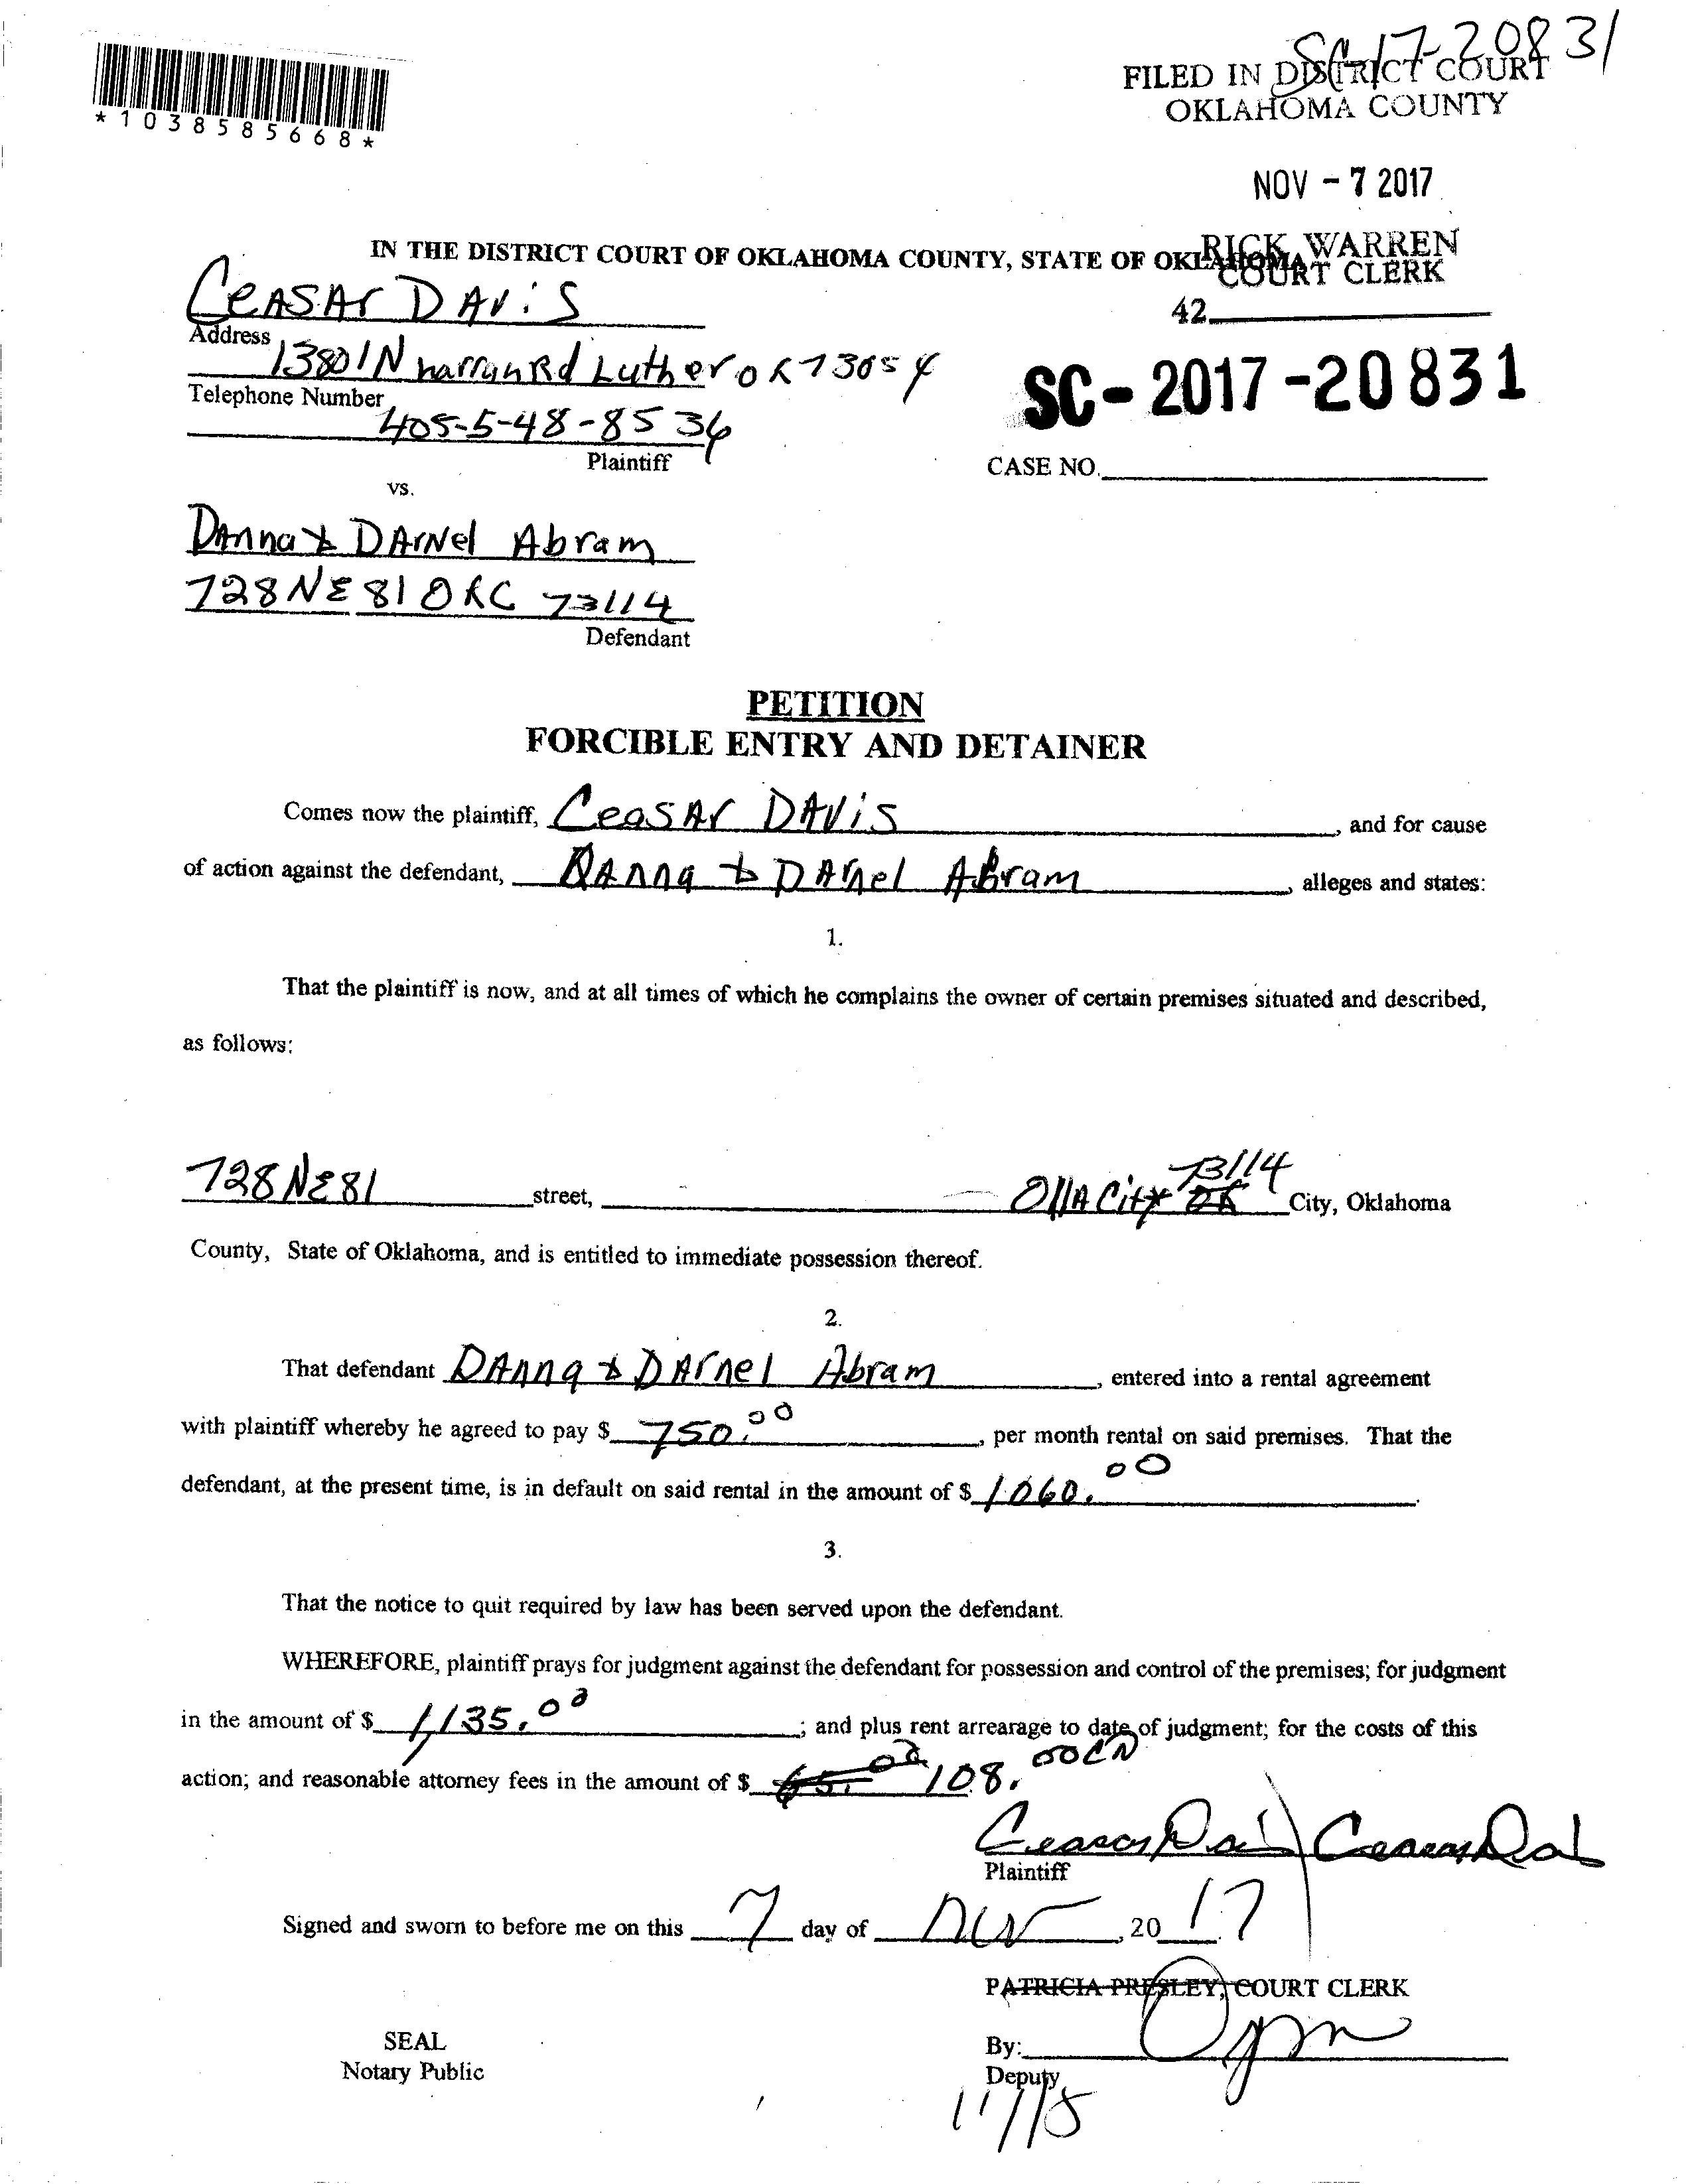 SC-17-20831
FILED IN DISTRICT COURT
OKLAHOMA COUNTY
*1038585668*
NOV - 7 2017
RICK WARREN
COURT CLERK
IN THE DISTRICT COURT OF OKLAHOMA COUNTY, STATE OF OKLAHOMA
CeASAr DAViS
42
Address
13801 N Rd Luther OK 73054
SC-2017-20831
Telephone Number
405-5-48-8536
Plaintiff
CASE NO.
vs.
DAnna & DArNel Abram
728 NE 81 OKC 73114
Defendant
PETITION
FORCIBLE ENTRY AND DETAINER
Comes now the plaintiff, CeaSAr DAViS, and for cause
of action against the defendant, DAnna & DArnel Abram, alleges and states:
1.
That the plaintiff is now, and at all times of which he complains the owner of certain premises situated and described,
as follows:
728 NE 81 street, OklA City OK 73114 City, Oklahoma
County, State of Oklahoma, and is entitled to immediate possession thereof.
2.
That defendant DAnna & DArnel Abram, entered into a rental agreement
with plaintiff whereby he agreed to pay $ 750.00, per month rental on said premises. That the
defendant, at the present time, is in default on said rental in the amount of $ 1060.00.
3.
That the notice to quit required by law has been served upon the defendant.
WHEREFORE, plaintiff prays for judgment against the defendant for possession and control of the premises; for judgment
in the amount of $ 1,135.00; and plus rent arrearage to date of judgment; for the costs of this
action; and reasonable attorney fees in the amount of $ 65.00 108.00 CN
Ceasar Davis Ceasar Davis
Plaintiff
Signed and sworn to before me on this 7 day of Nov, 2017
PATRICIA PRESLEY, COURT CLERK
SEAL
Notary Public
By:
Deputy